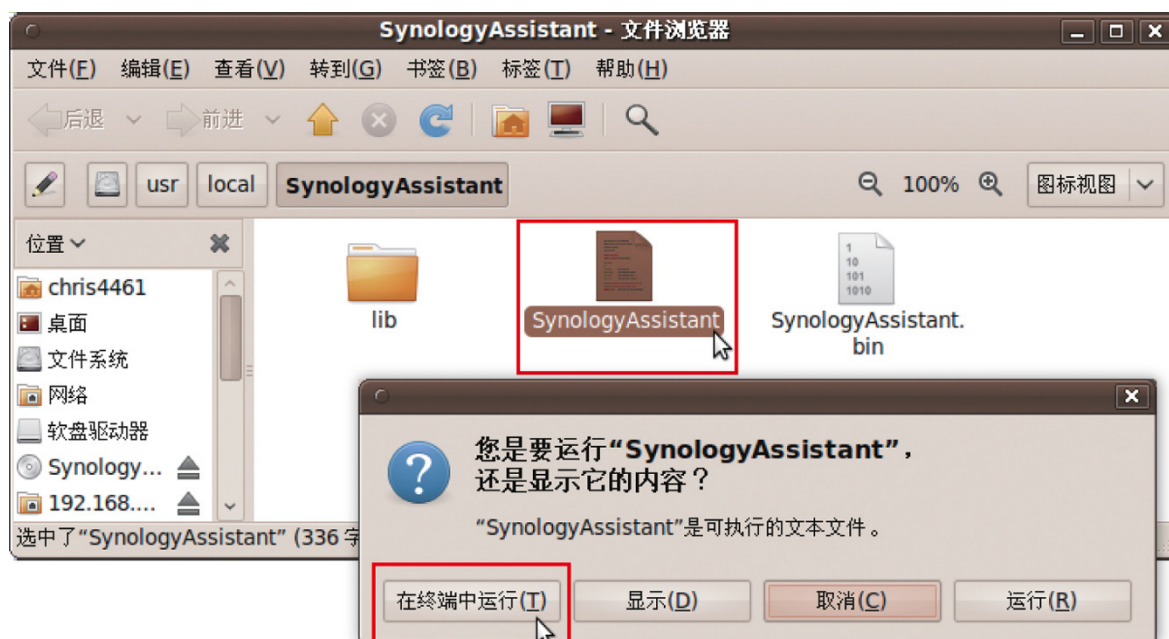 SynologyAssistant - 文件浏览器
文件(F) 编辑(E) 查看(V) 转到(G) 书签(B) 标签(T) 帮助(H)
后退 前进
usr local SynologyAssistant 100% 图标视图
位置
chris4461
桌面
文件系统
网络
软盘驱动器
Synology...
192.168....
lib
SynologyAssistant
1
10
101
1010
SynologyAssistant.
bin
选中了“SynologyAssistant” (336 字
您是要运行“SynologyAssistant”,
还是显示它的内容？
“SynologyAssistant”是可执行的文本文件。
在终端中运行(T) 显示(D) 取消(C) 运行(R)